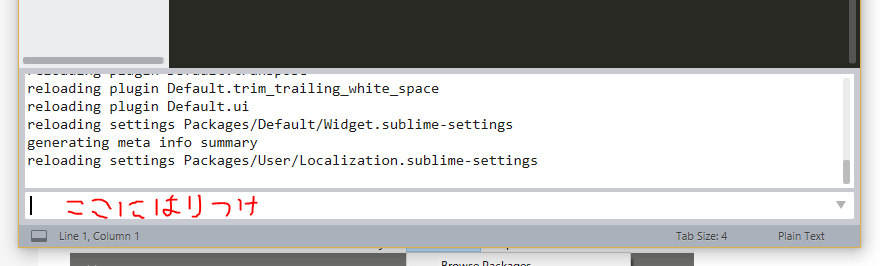 reloading plugin Default.transpose
reloading plugin Default.trim_trailing_white_space
reloading plugin Default.ui
reloading settings Packages/Default/Widget.sublime-settings
generating meta info summary
reloading settings Packages/User/Localization.sublime-settings
ここにはりつけ
Line 1, Column 1
Tab Size: 4
Plain Text
Browse Packages